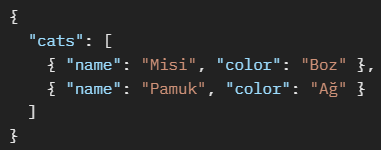 {
  "cats": [
    { "name": "Misi", "color": "Boz" },
    { "name": "Pamuk", "color": "Ağ" }
  ]
}